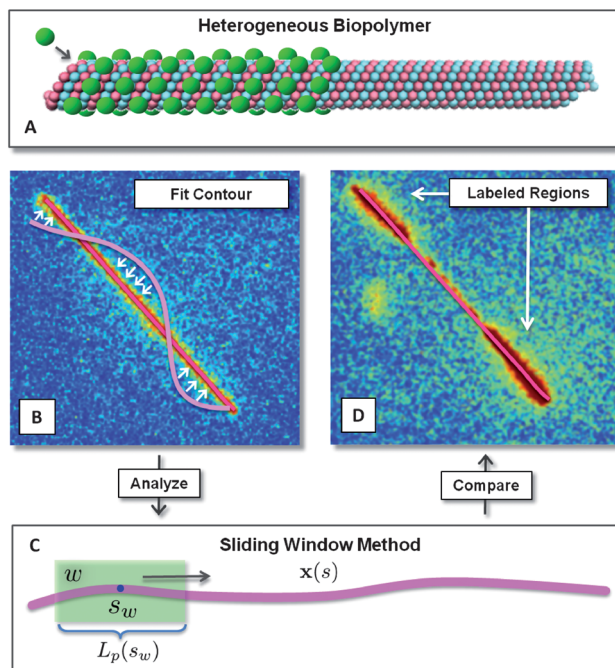 Heterogeneous Biopolymer
A
Fit Contour
Labeled Regions
B
D
Analyze
Compare
C
Sliding Window Method
w
x(s)
s_w
L_p(s_w)